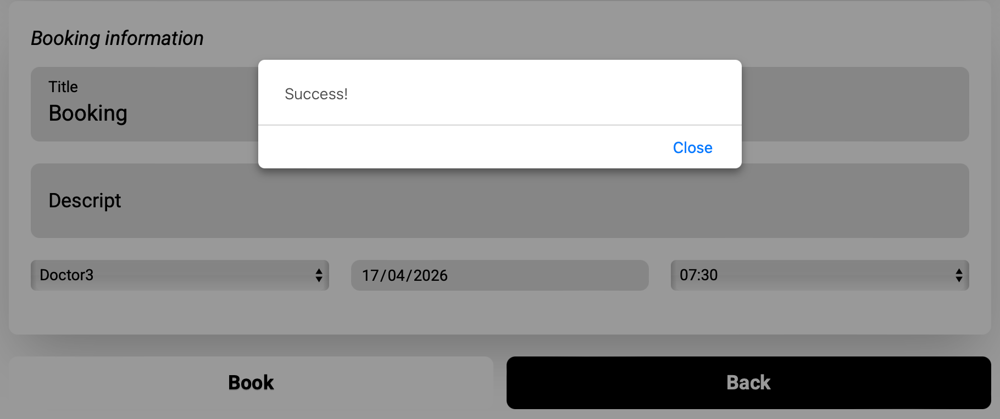 Booking information
Title
Booking
Success!
Close
Descript
Doctor3
17/04/2026
07:30
Book
Back